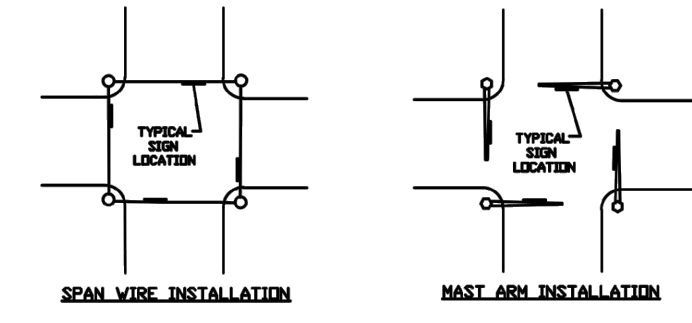 TYPICAL
SIGN
LOCATION
SPAN WIRE INSTALLATION
TYPICAL
SIGN
LOCATION
MAST ARM INSTALLATION